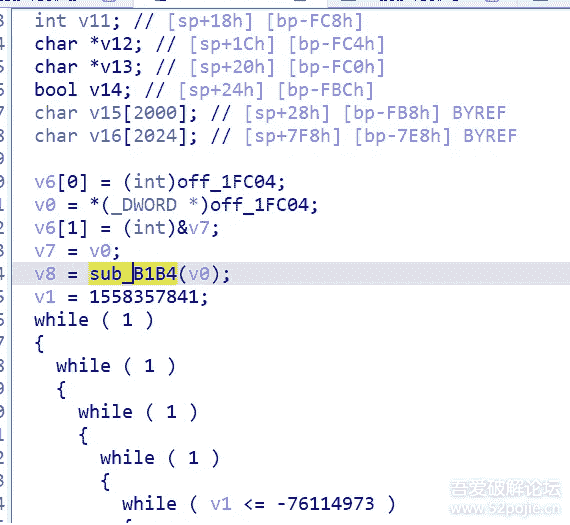 int v11; // [sp+18h] [bp-FC8h]
char *v12; // [sp+1Ch] [bp-FC4h]
char *v13; // [sp+20h] [bp-FC0h]
bool v14; // [sp+24h] [bp-FBCh]
char v15[2000]; // [sp+28h] [bp-FB8h] BYREF
char v16[2024]; // [sp+7F8h] [bp-7E8h] BYREF
v6[0] = (int)off_1FC04;
v0 = *(_DWORD *)off_1FC04;
v6[1] = (int)&v7;
v7 = v0;
v8 = sub_B1B4(v0);
v1 = 1558357841;
while ( 1 )
{
while ( 1 )
{
while ( 1 )
{
while ( 1 )
{
while ( v1 <= -76114973 )
吾爱破解论坛
www.52pojie.cn